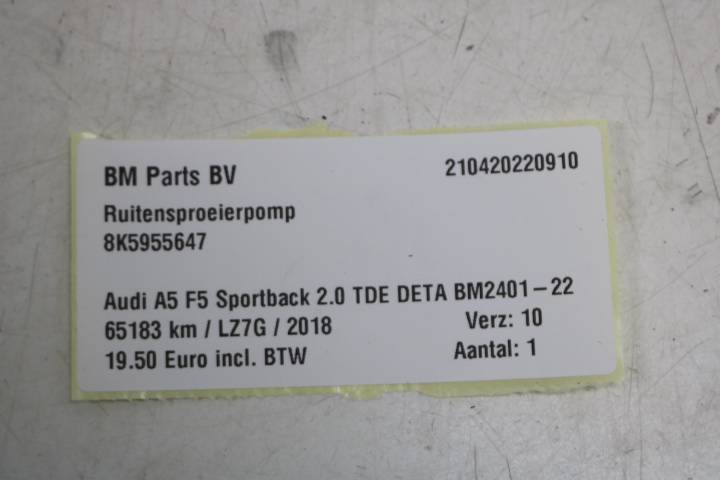 BM Parts BV 210420220910
Ruitensproeierpomp
8K5955647
Audi A5 F5 Sportback 2.0 TDE DETA BM2401-22
65183 km / LZ7G / 2018 Verz: 10
19.50 Euro incl. BTW Aantal: 1